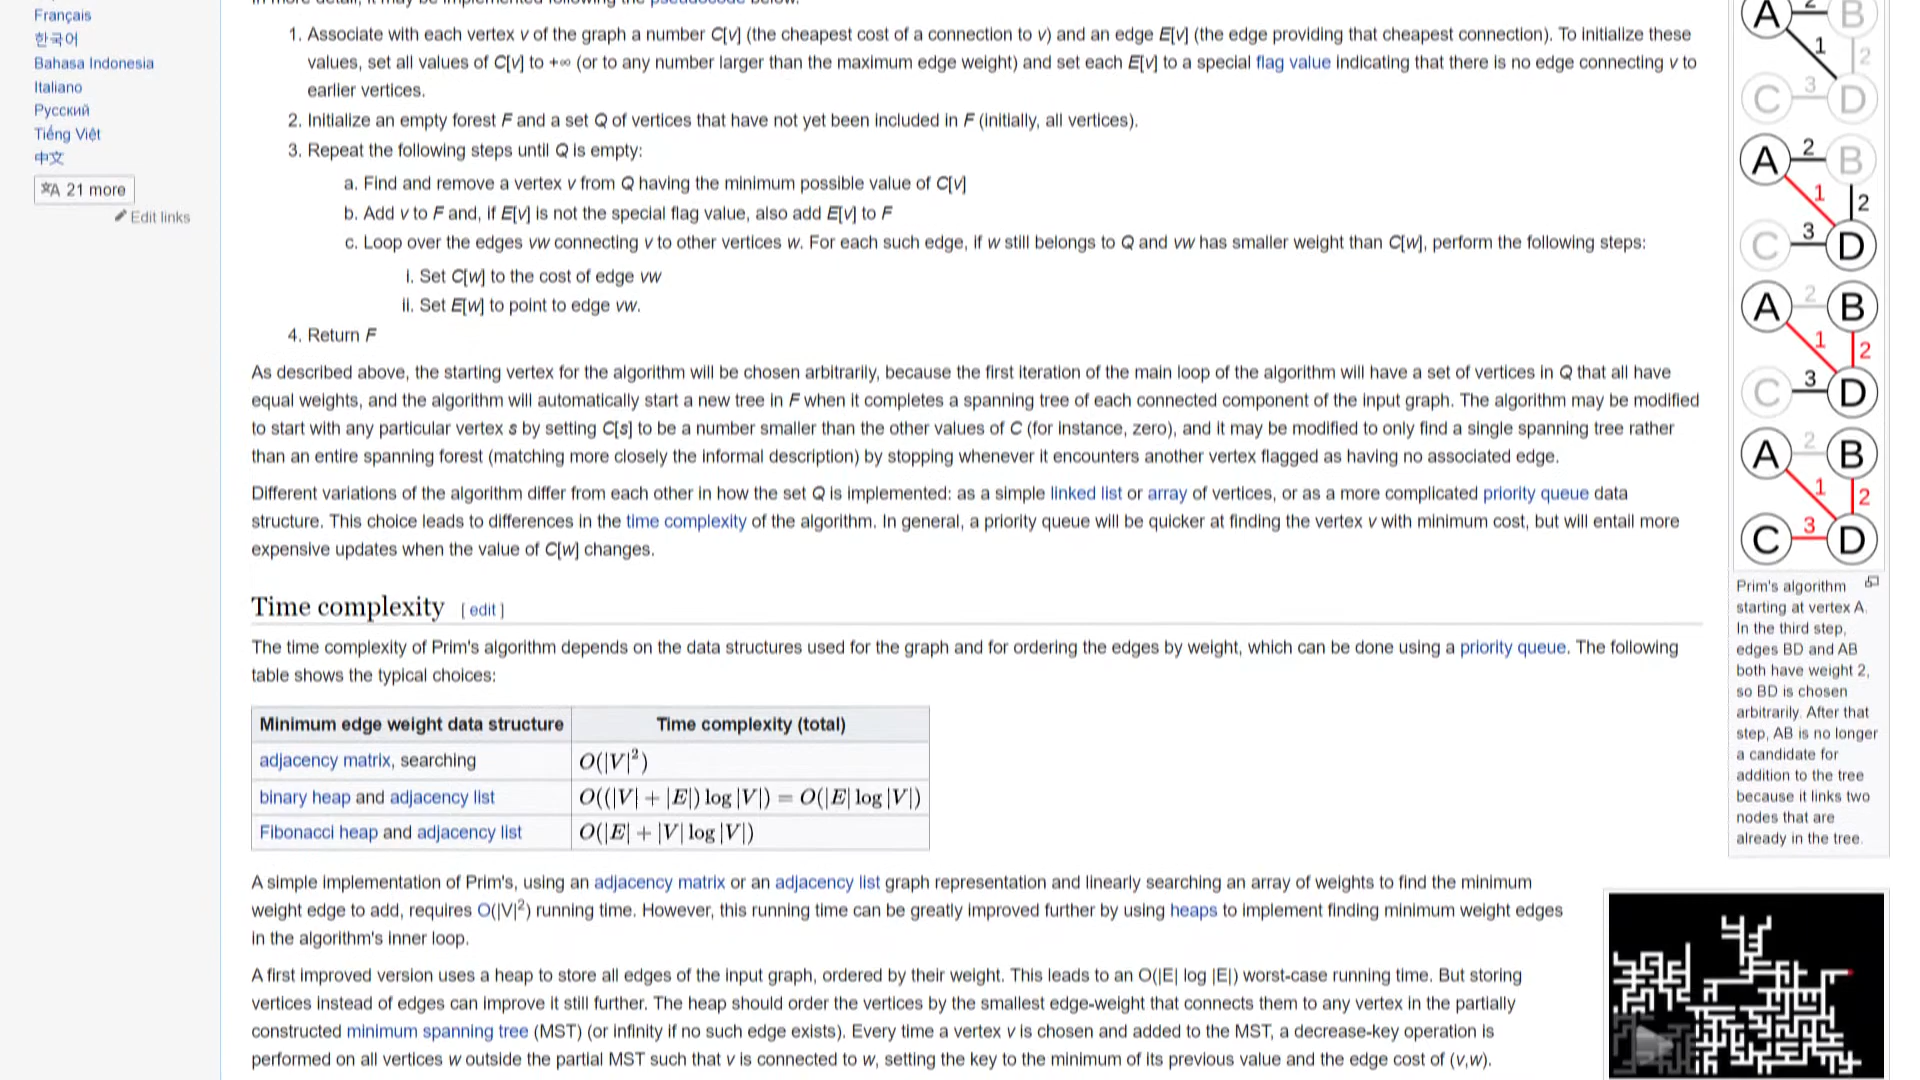 Français
한국어
Bahasa Indonesia
Italiano
Русский
Tiếng Việt
中文
21 more
Edit links
1. Associate with each vertex v of the graph a number C[v] (the cheapest cost of a connection to v) and an edge E[v] (the edge providing that cheapest connection). To initialize these
values, set all values of C[v] to +∞ (or to any number larger than the maximum edge weight) and set each E[v] to a special flag value indicating that there is no edge connecting v to
earlier vertices.
2. Initialize an empty forest F and a set Q of vertices that have not yet been included in F (initially, all vertices).
3. Repeat the following steps until Q is empty:
a. Find and remove a vertex v from Q having the minimum possible value of C[v]
b. Add v to F and, if E[v] is not the special flag value, also add E[v] to F
c. Loop over the edges vw connecting v to other vertices w. For each such edge, if w still belongs to Q and vw has smaller weight than C[w], perform the following steps:
i. Set C[w] to the cost of edge vw
ii. Set E[w] to point to edge vw.
4. Return F
As described above, the starting vertex for the algorithm will be chosen arbitrarily, because the first iteration of the main loop of the algorithm will have a set of vertices in Q that all have
equal weights, and the algorithm will automatically start a new tree in F when it completes a spanning tree of each connected component of the input graph. The algorithm may be modified
to start with any particular vertex s by setting C[s] to be a number smaller than the other values of C (for instance, zero), and it may be modified to only find a single spanning tree rather
than an entire spanning forest (matching more closely the informal description) by stopping whenever it encounters another vertex flagged as having no associated edge.
Different variations of the algorithm differ from each other in how the set Q is implemented: as a simple linked list or array of vertices, or as a more complicated priority queue data
structure. This choice leads to differences in the time complexity of the algorithm. In general, a priority queue will be quicker at finding the vertex v with minimum cost, but will entail more
expensive updates when the value of C[w] changes.
Time complexity [ edit ]
The time complexity of Prim's algorithm depends on the data structures used for the graph and for ordering the edges by weight, which can be done using a priority queue. The following
table shows the typical choices:
Minimum edge weight data structure Time complexity (total)
adjacency matrix, searching O(|V|²)
binary heap and adjacency list O((|V| + |E|) log |V|) = O(|E| log |V|)
Fibonacci heap and adjacency list O(|E| + |V| log |V|)
A simple implementation of Prim's, using an adjacency matrix or an adjacency list graph representation and linearly searching an array of weights to find the minimum
weight edge to add, requires O(|V|²) running time. However, this running time can be greatly improved further by using heaps to implement finding minimum weight edges
in the algorithm's inner loop.
A first improved version uses a heap to store all edges of the input graph, ordered by their weight. This leads to an O(|E| log |E|) worst-case running time. But storing
vertices instead of edges can improve it still further. The heap should order the vertices by the smallest edge-weight that connects them to any vertex in the partially
constructed minimum spanning tree (MST) (or infinity if no such edge exists). Every time a vertex v is chosen and added to the MST, a decrease-key operation is
performed on all vertices w outside the partial MST such that v is connected to w, setting the key to the minimum of its previous value and the edge cost of (v,w).
A 2 B
1 2
C 3 D
A 2 B
1 2
C 3 D
A 2 B
1 2
C 3 D
A 2 B
1 2
C 3 D
Prim's algorithm
starting at vertex A.
In the third step,
edges BD and AB
both have weight 2,
so BD is chosen
arbitrarily. After that
step, AB is no longer
a candidate for
addition to the tree
because it links two
nodes that are
already in the tree.